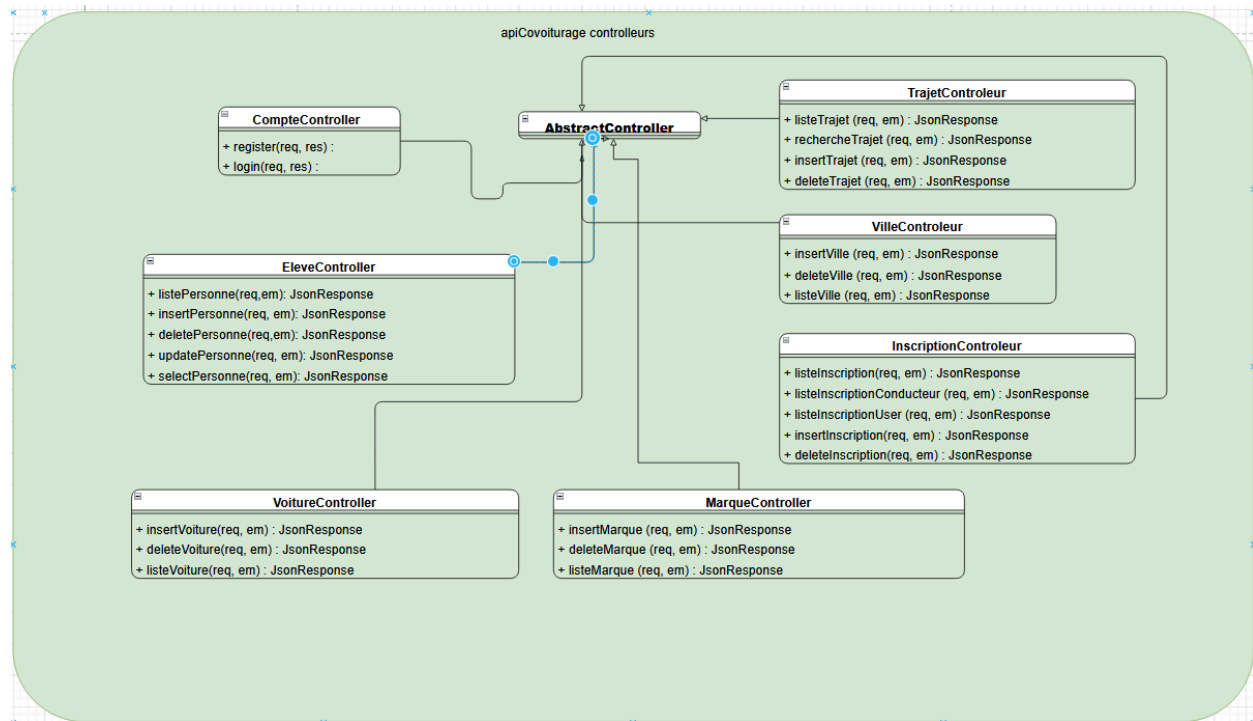 apiCovoiturage controlleurs
CompteController
+ register(req, res) :
+ login(req, res) :
AbstractController
TrajetControleur
+ listeTrajet (req, em) : JsonResponse
+ rechercheTrajet (req, em) : JsonResponse
+ insertTrajet (req, em) : JsonResponse
+ deleteTrajet (req, em) : JsonResponse
VilleControleur
+ insertVille (req, em) : JsonResponse
+ deleteVille (req, em) : JsonResponse
+ listeVille (req, em) : JsonResponse
EleveController
+ listePersonne(req,em): JsonResponse
+ insertPersonne(req, em): JsonResponse
+ deletePersonne(req,em): JsonResponse
+ updatePersonne(req, em): JsonResponse
+ selectPersonne(req, em): JsonResponse
InscriptionControleur
+ listeInscription(req, em) : JsonResponse
+ listeInscriptionConducteur (req, em) : JsonResponse
+ listeInscriptionUser (req, em) : JsonResponse
+ insertInscription(req, em) : JsonResponse
+ deleteInscription(req, em) : JsonResponse
VoitureController
+ insertVoiture(req, em) : JsonResponse
+ deleteVoiture(req, em) : JsonResponse
+ listeVoiture(req, em) : JsonResponse
MarqueController
+ insertMarque (req, em) : JsonResponse
+ deleteMarque (req, em) : JsonResponse
+ listeMarque (req, em) : JsonResponse